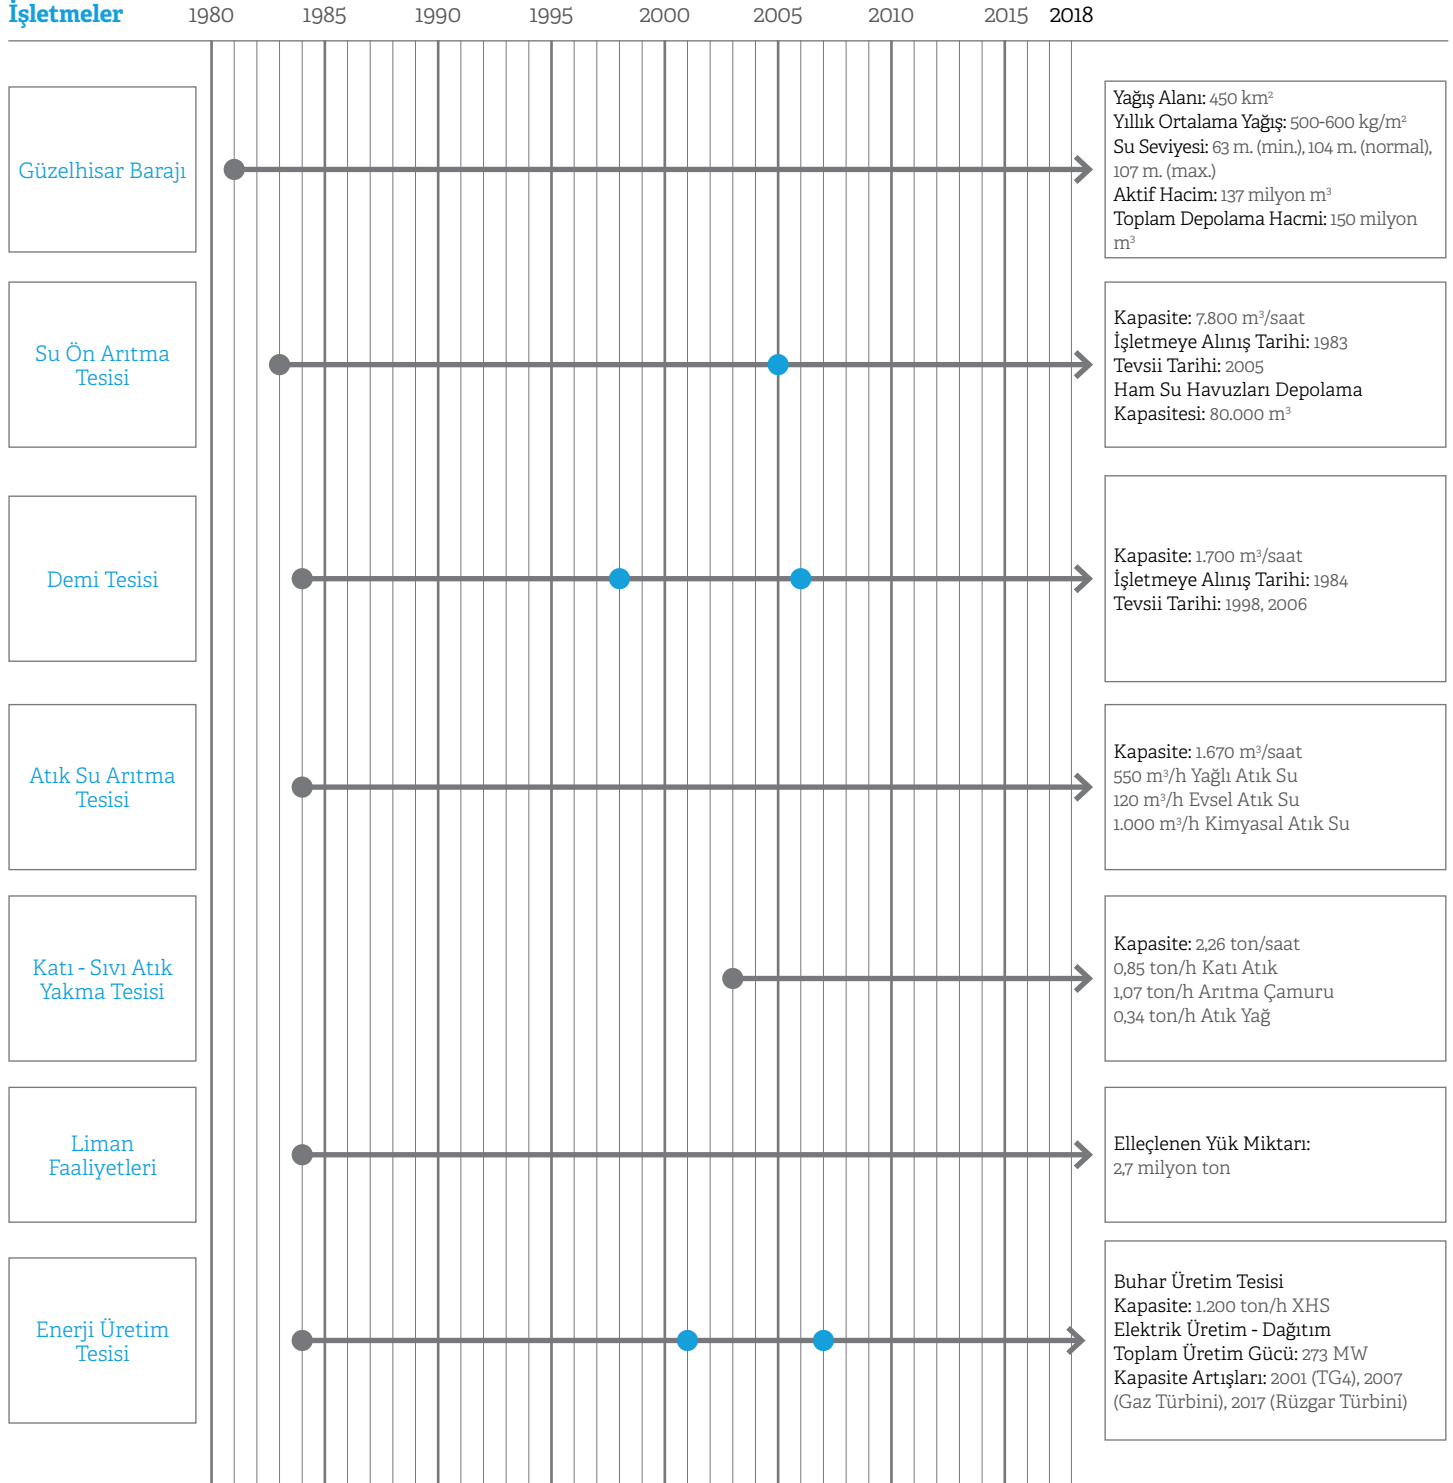 İşletmeler 1980 1985 1990 1995 2000 2005 2010 2015 2018
Güzelhisar Barajı
Yağış Alanı: 450 km²
Yıllık Ortalama Yağış: 500-600 kg/m²
Su Seviyesi: 63 m. (min.), 104 m. (normal),
107 m. (max.)
Aktif Hacim: 137 milyon m³
Toplam Depolama Hacmi: 150 milyon
m³
Su Ön Arıtma
Tesisi
Kapasite: 7.800 m³/saat
İşletmeye Alınış Tarihi: 1983
Tevsii Tarihi: 2005
Ham Su Havuzları Depolama
Kapasitesi: 80.000 m³
Demi Tesisi
Kapasite: 1.700 m³/saat
İşletmeye Alınış Tarihi: 1984
Tevsii Tarihi: 1998, 2006
Atık Su Arıtma
Tesisi
Kapasite: 1.670 m³/saat
550 m³/h Yağlı Atık Su
120 m³/h Evsel Atık Su
1.000 m³/h Kimyasal Atık Su
Katı - Sıvı Atık
Yakma Tesisi
Kapasite: 2,26 ton/saat
0,85 ton/h Katı Atık
1,07 ton/h Arıtma Çamuru
0,34 ton/h Atık Yağ
Liman
Faaliyetleri
Elleçlenen Yük Miktarı:
2,7 milyon ton
Enerji Üretim
Tesisi
Buhar Üretim Tesisi
Kapasite: 1.200 ton/h XHS
Elektrik Üretim - Dağıtım
Toplam Üretim Gücü: 273 MW
Kapasite Artışları: 2001 (TG4), 2007
(Gaz Türbini), 2017 (Rüzgar Türbini)